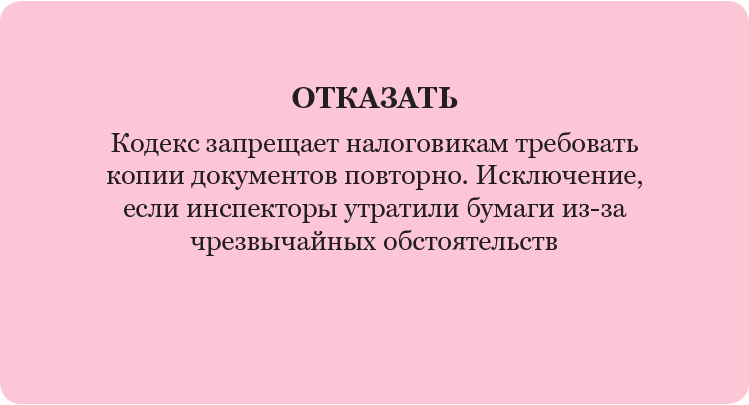 ОТКАЗАТЬ
Кодекс запрещает налоговикам требовать
копии документов повторно. Исключение,
если инспекторы утратили бумаги из-за
чрезвычайных обстоятельств